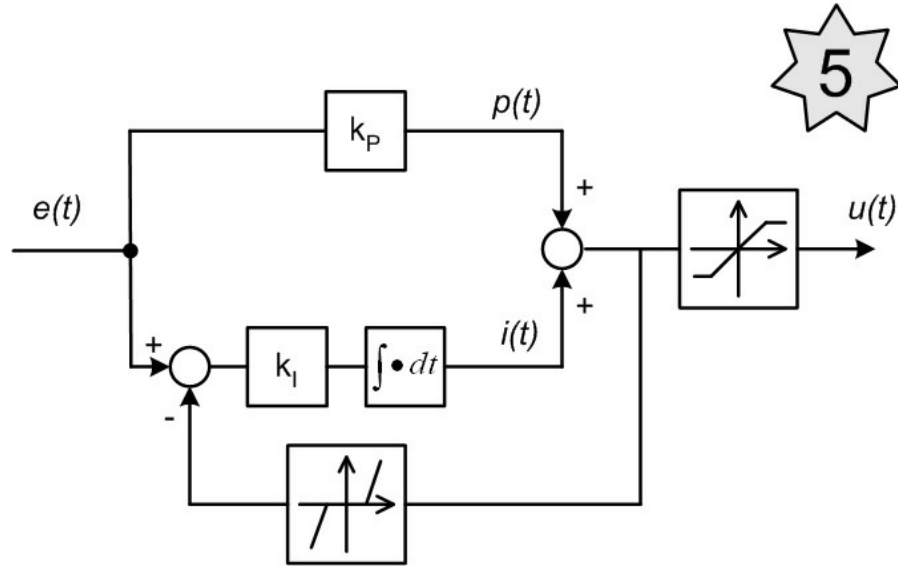 5
k_P
p(t)
+
e(t)
u(t)
+
+
k_I
∫ • dt
i(t)
-